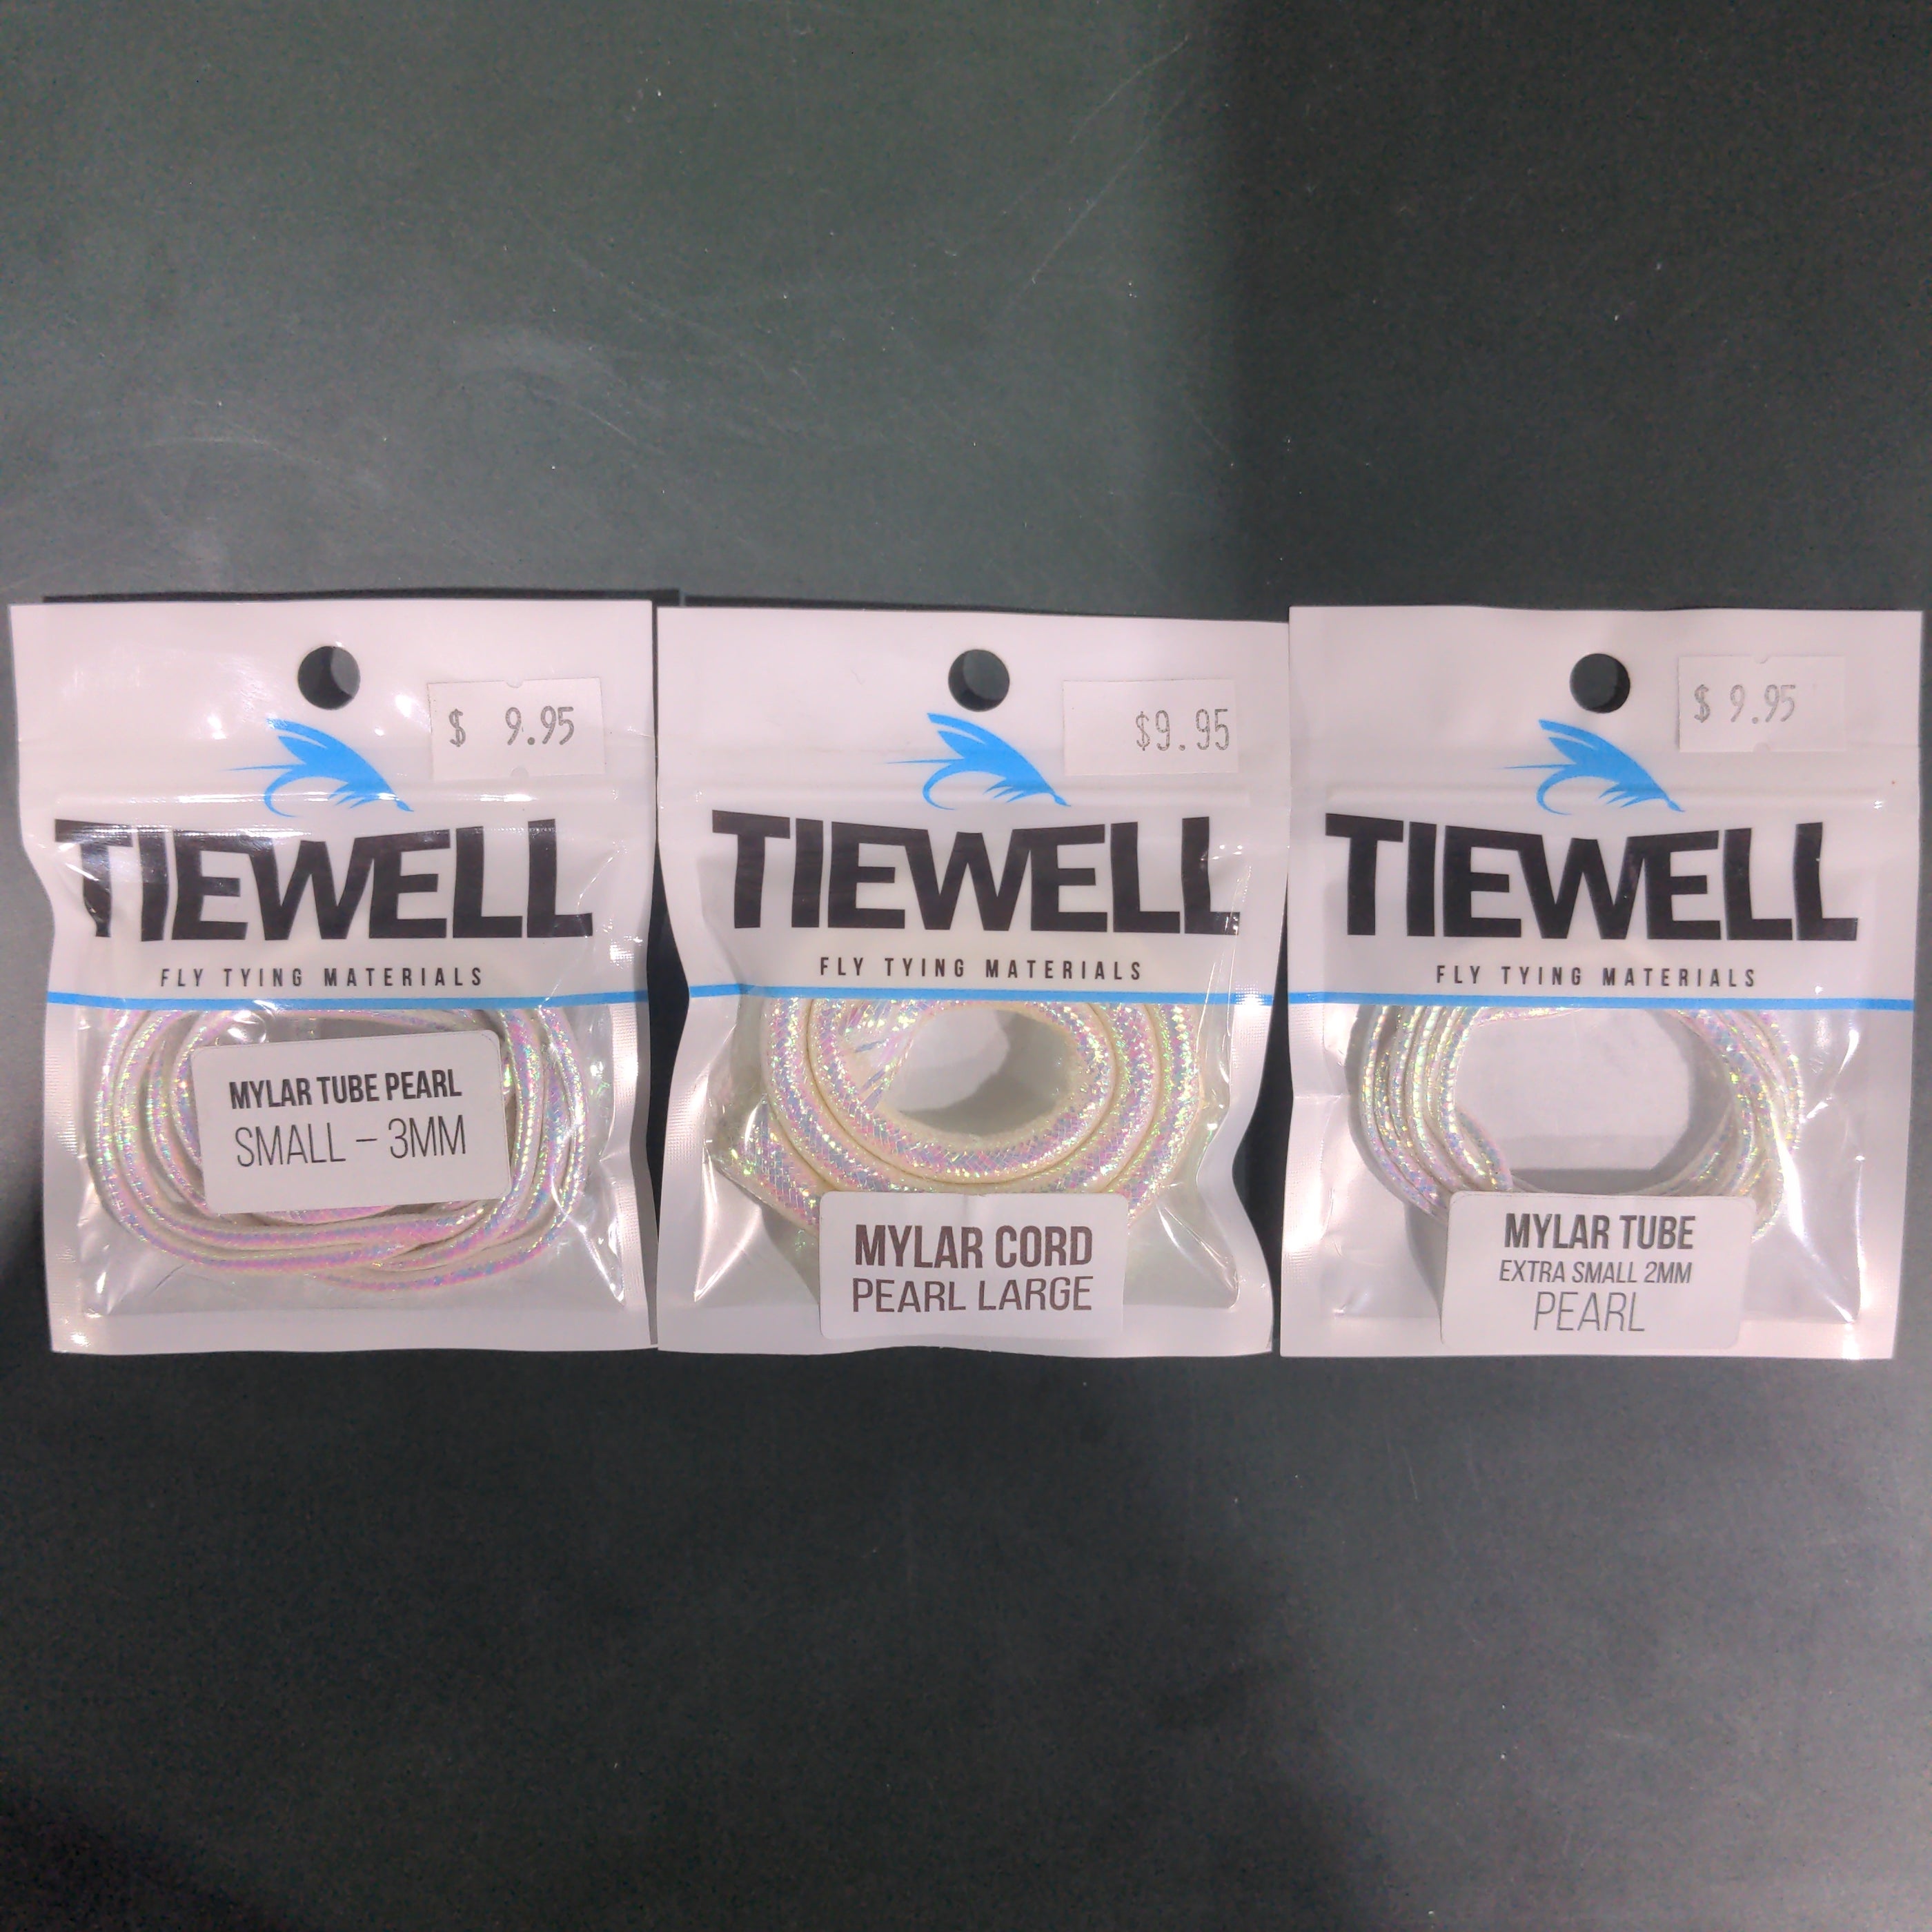 $ 9.95
TIEWELL
FLY TYING MATERIALS
MYLAR TUBE PEARL
SMALL – 3MM
$9.95
TIEWELL
FLY TYING MATERIALS
MYLAR CORD
PEARL LARGE
$ 9.95
TIEWELL
FLY TYING MATERIALS
MYLAR TUBE
EXTRA SMALL 2MM
PEARL